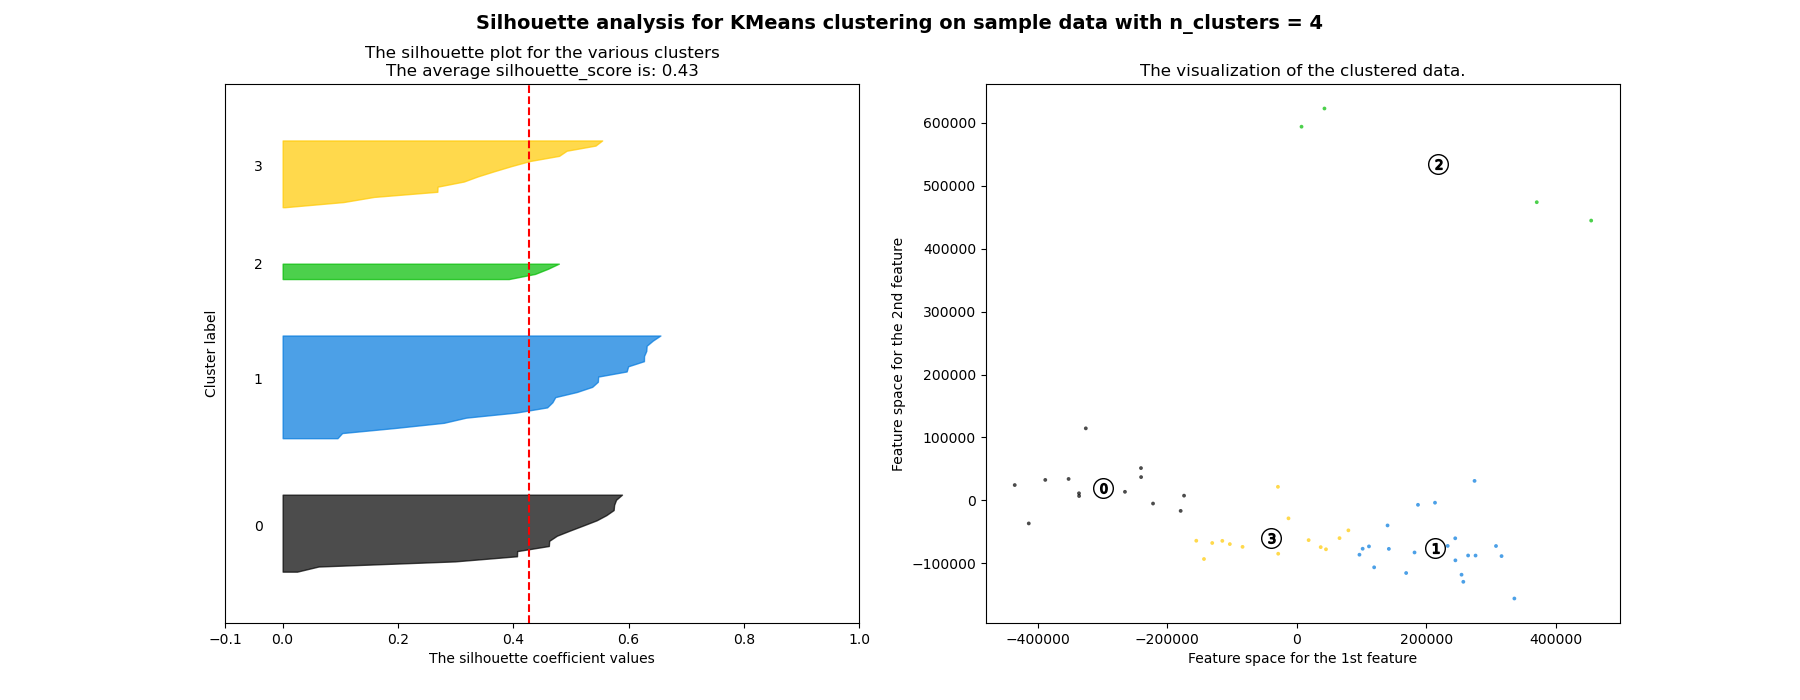 Silhouette analysis for KMeans clustering on sample data with n_clusters = 4
The silhouette plot for the various clusters
The average silhouette_score is: 0.43
3
2
1
0
Cluster label
−0.1 0.0 0.2 0.4 0.6 0.8 1.0
The silhouette coefficient values
The visualization of the clustered data.
600000
500000
400000
300000
200000
100000
0
−100000
Feature space for the 2nd feature
2
0
3
1
−400000 −200000 0 200000 400000
Feature space for the 1st feature